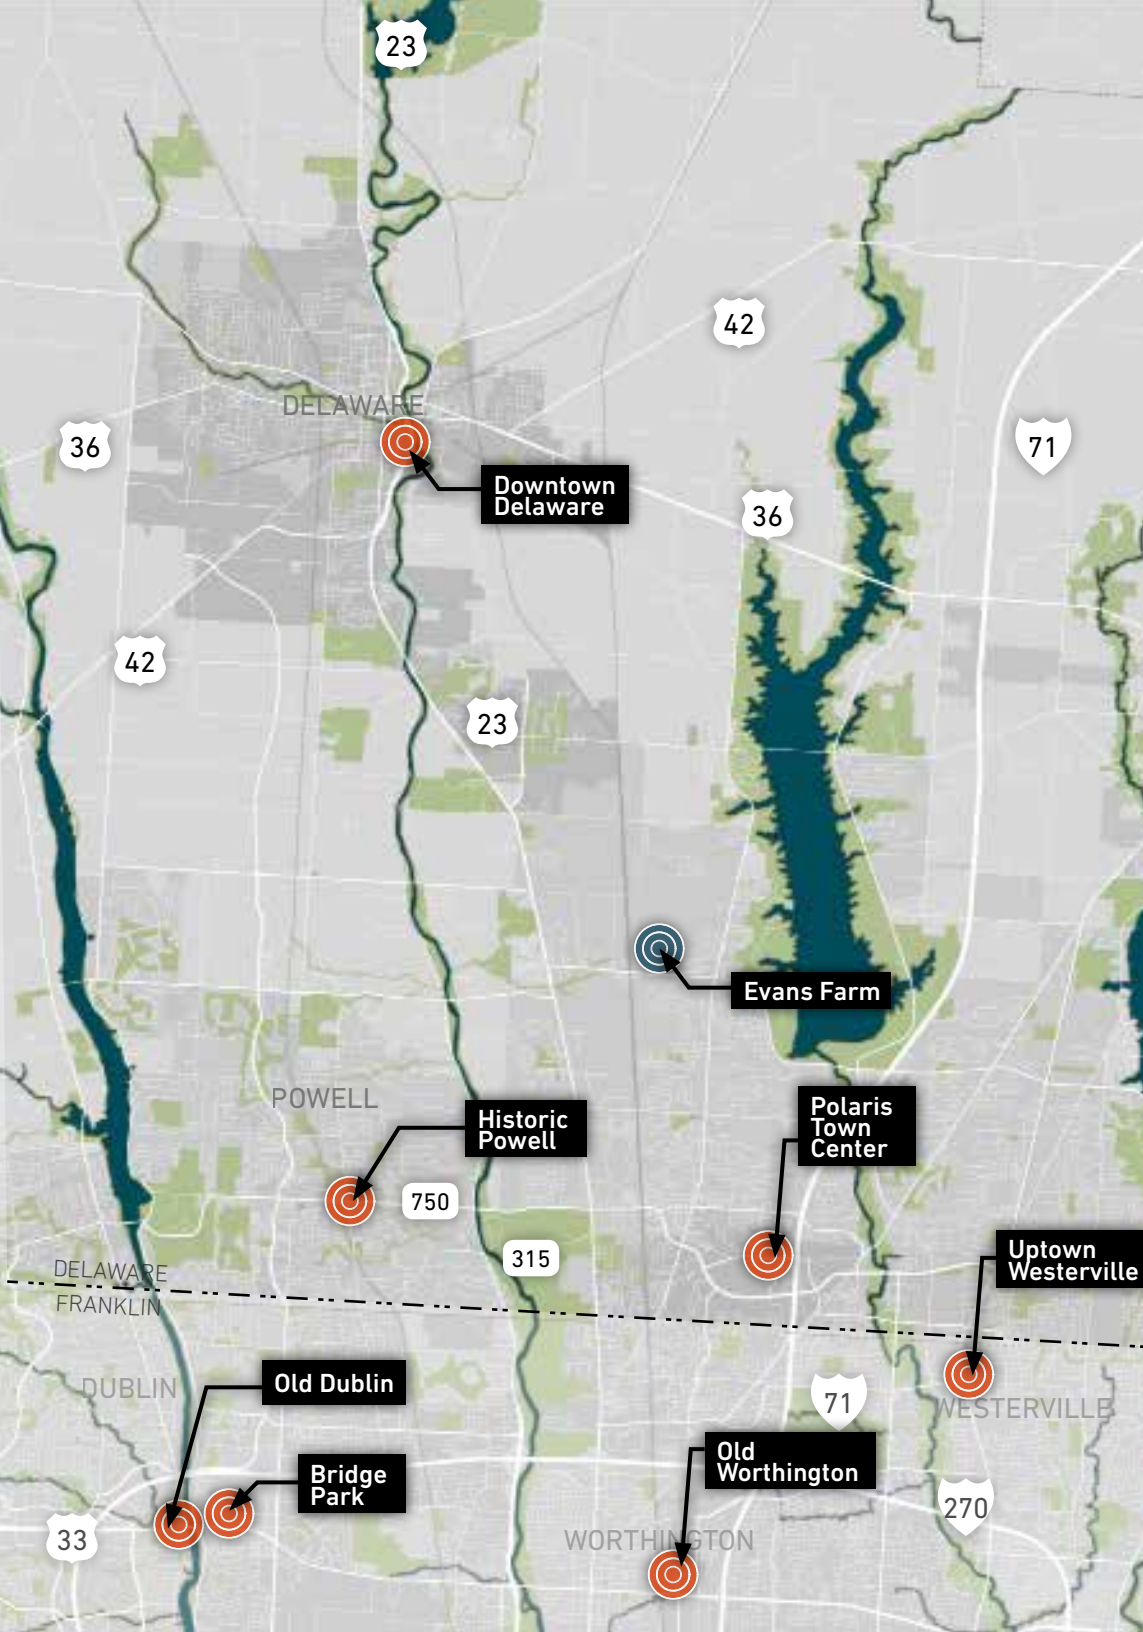 23
42
DELAWARE
36
71
Downtown
Delaware
36
42
23
Evans Farm
POWELL
Historic
Powell
Polaris
Town
Center
750
315
Uptown
Westerville
DELAWARE
FRANKLIN
DUBLIN
Old Dublin
71
WESTERVILLE
Old
Worthington
Bridge
Park
270
33
WORTHINGTON